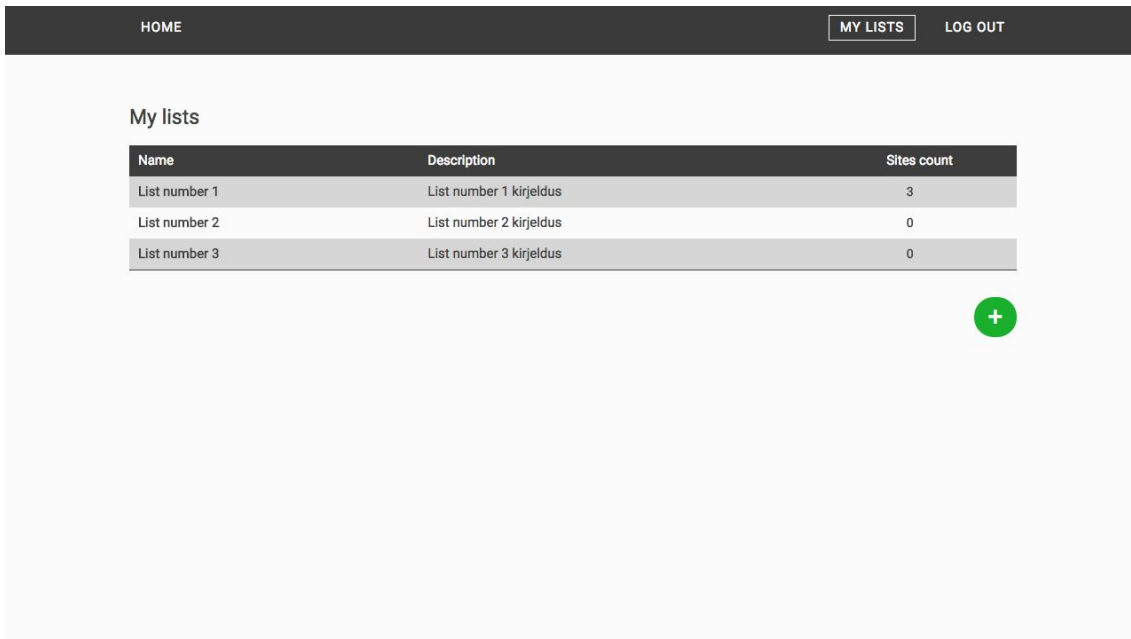 HOME MY LISTS LOG OUT
My lists
Name Description Sites count
List number 1 List number 1 kirjeldus 3
List number 2 List number 2 kirjeldus 0
List number 3 List number 3 kirjeldus 0
+